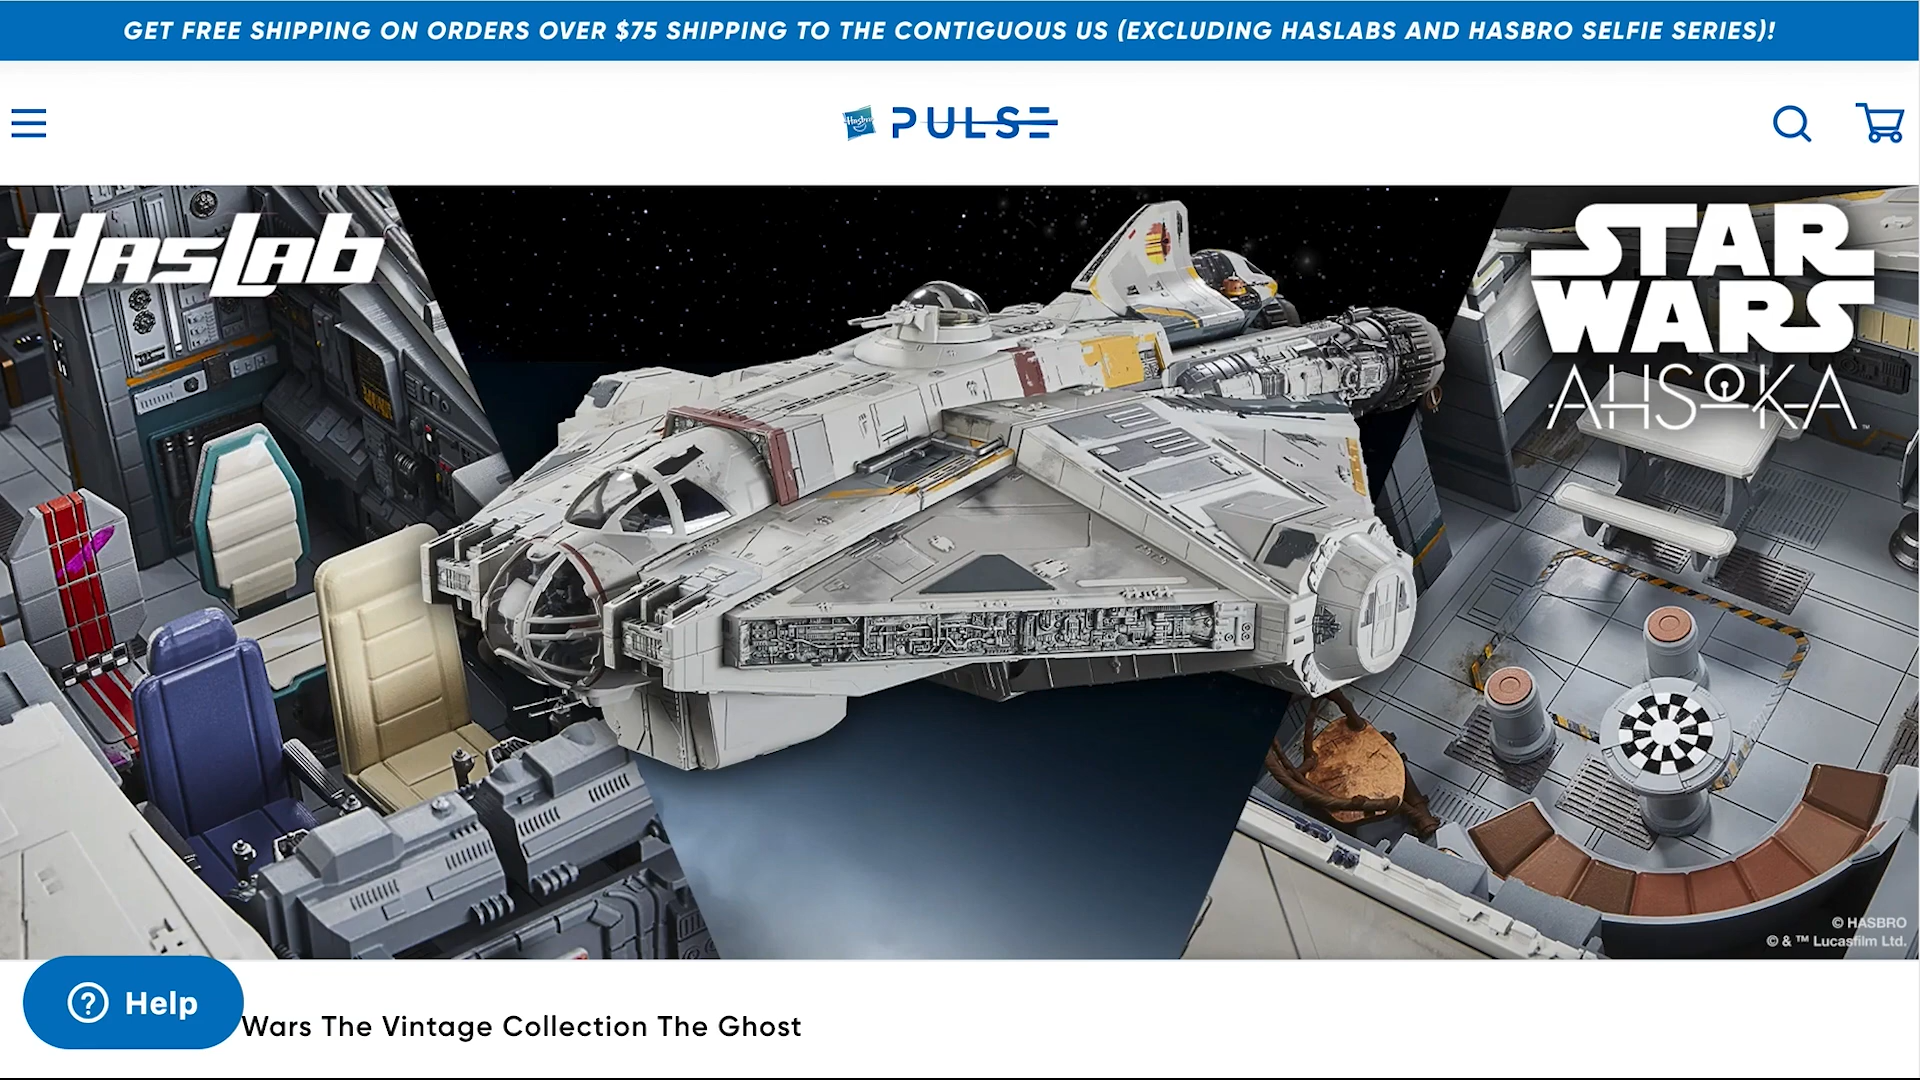 GET FREE SHIPPING ON ORDERS OVER $75 SHIPPING TO THE CONTIGUOUS US (EXCLUDING HASLABS AND HASBRO SELFIE SERIES)!
Hasbro PULSE
HASLAB
STAR
WARS
AHSOKA
© HASBRO
© & ™ Lucasfilm Ltd.
Help
Wars The Vintage Collection The Ghost